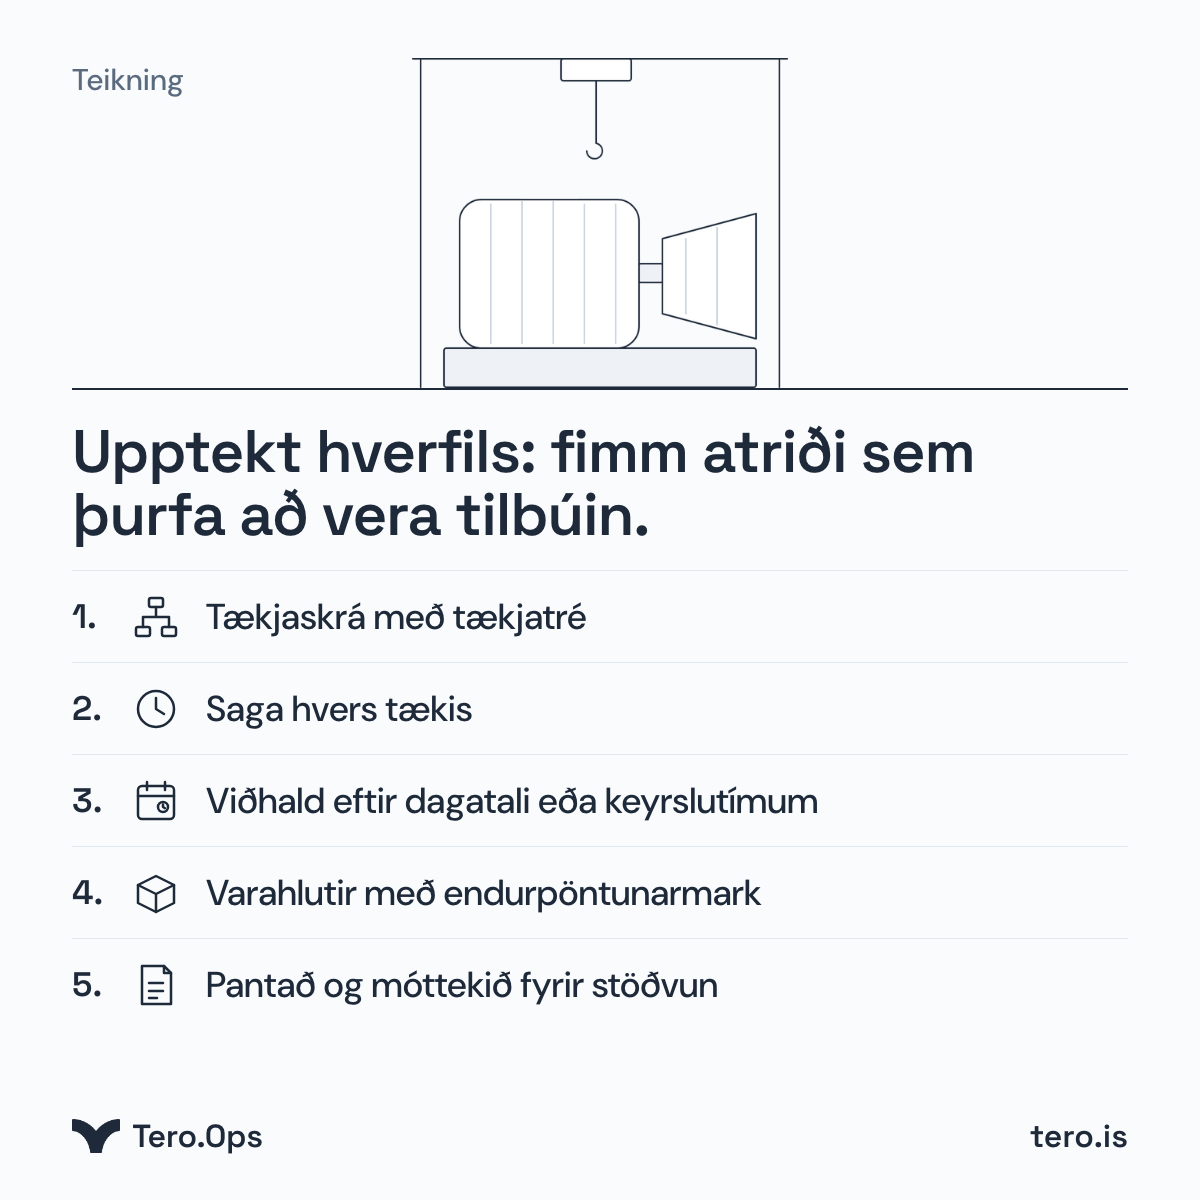 Teikning
Upptekt hverfils: fimm atriði sem
þurfa að vera tilbúin.
1. Tækjaskrá með tækjatré
2. Saga hvers tækis
3. Viðhald eftir dagatali eða keyrslutímum
4. Varahlutir með endurpöntunarmark
5. Pantað og móttekið fyrir stöðvun
Tero.Ops
tero.is